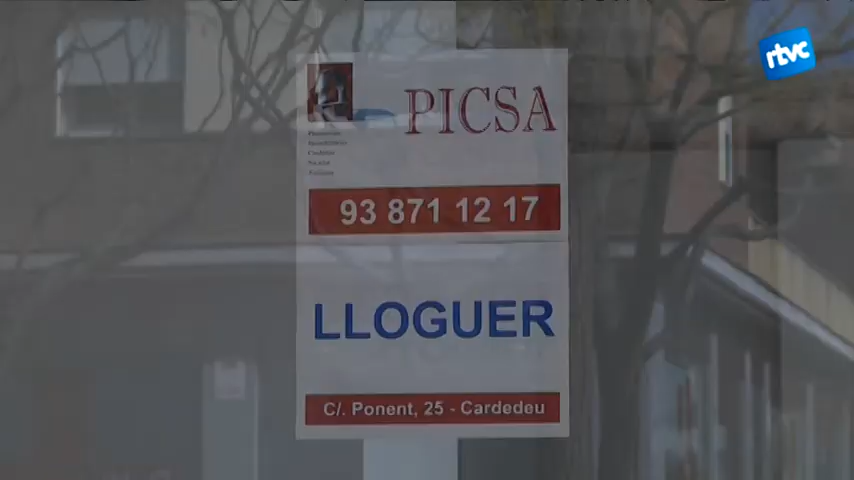 rtvc
PICSA
93 871 12 17
LLOGUER
C/. Ponent, 25 - Cardedeu